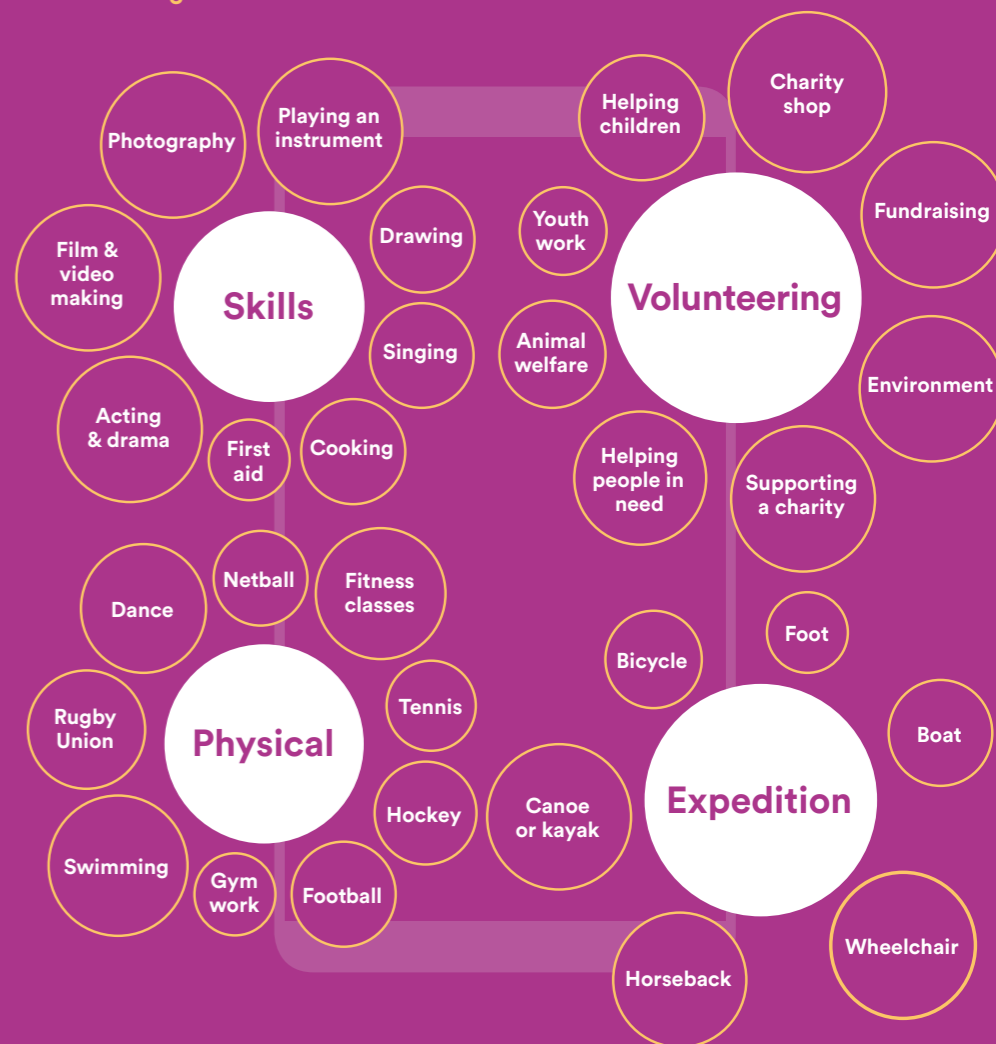 Photography
Playing an
instrument
Film &
video
making
Skills
Drawing
Singing
Acting
& drama
First
aid
Cooking
Helping
children
Charity
shop
Youth
work
Fundraising
Volunteering
Animal
welfare
Environment
Helping
people in
need
Supporting
a charity
Dance
Netball
Fitness
classes
Rugby
Union
Physical
Tennis
Hockey
Swimming
Gym
work
Football
Bicycle
Foot
Boat
Canoe
or kayak
Expedition
Horseback
Wheelchair